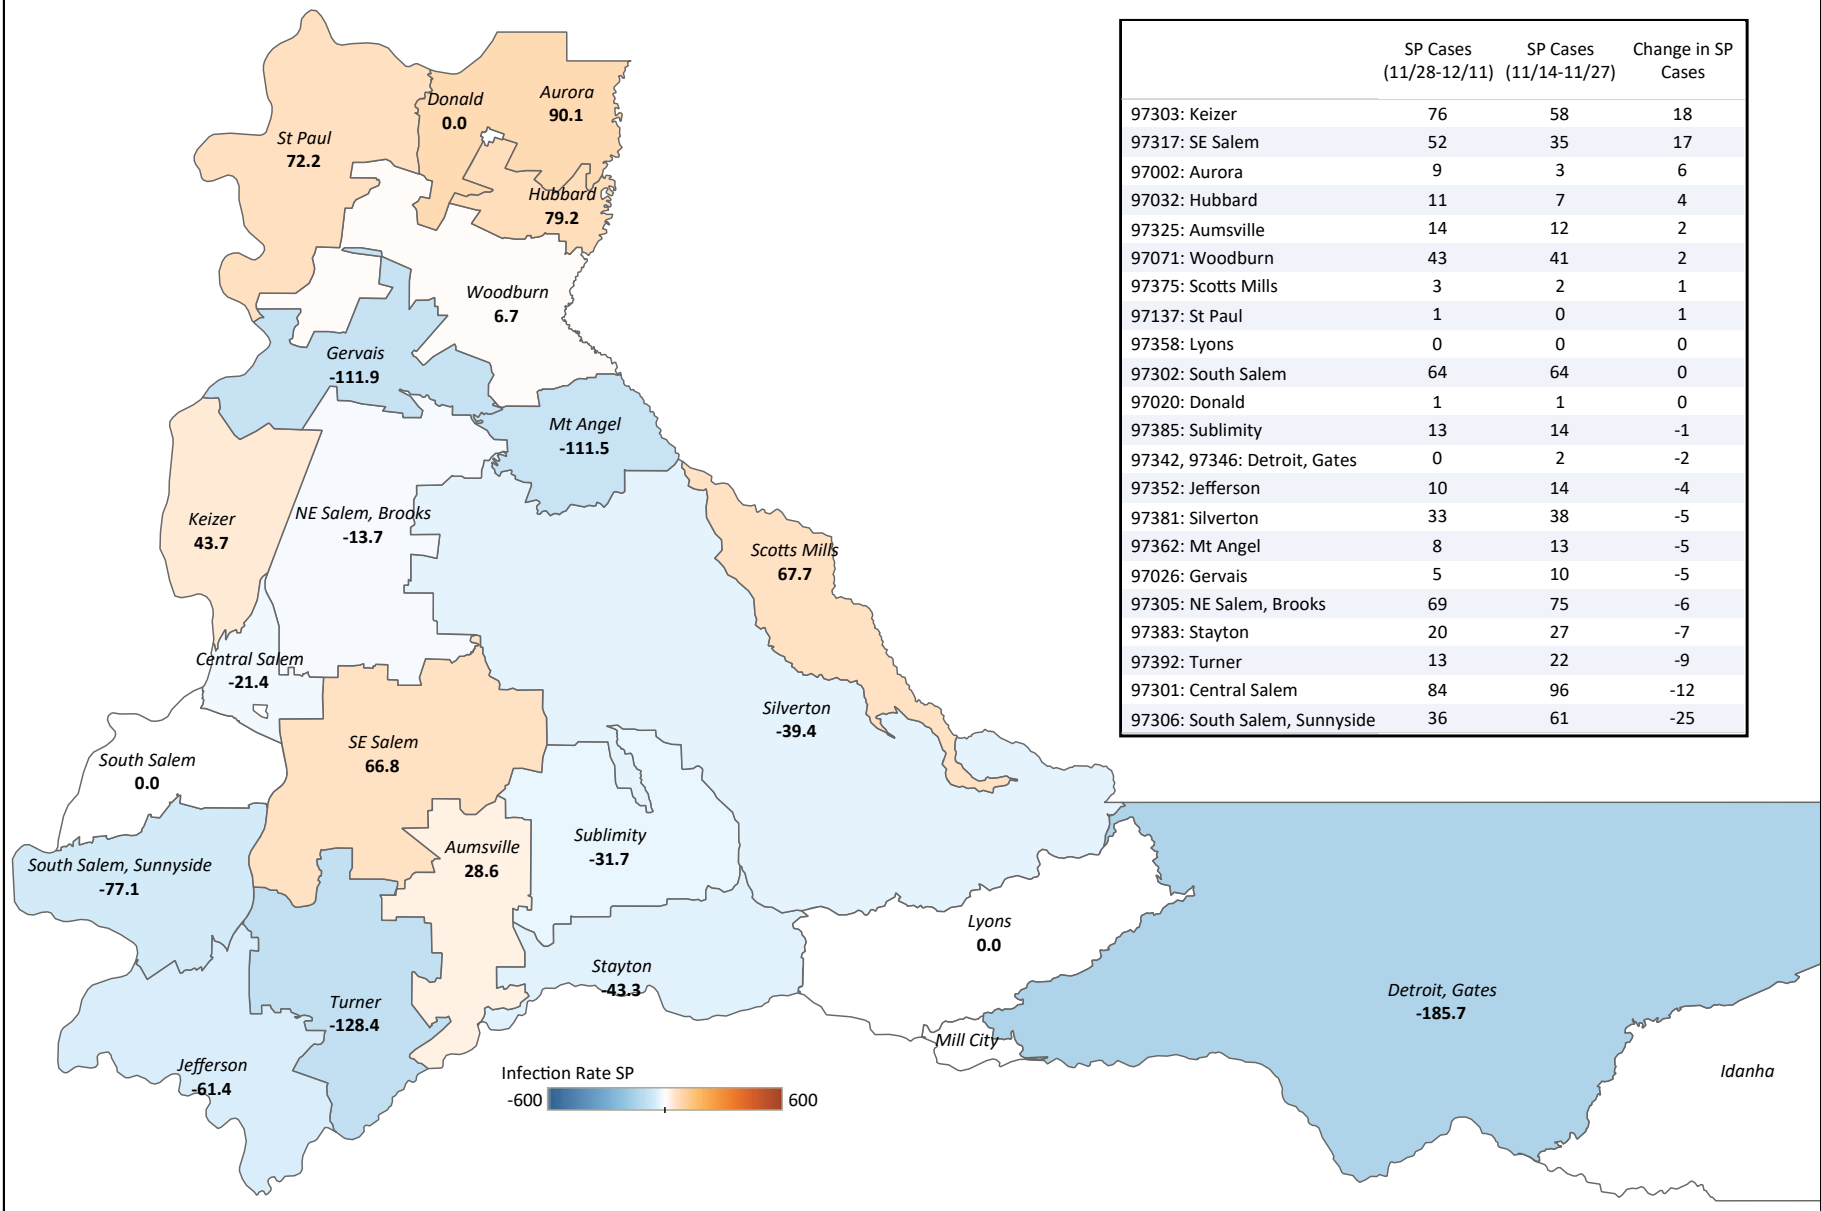 SP Cases SP Cases Change in SP
(11/28-12/11) (11/14-11/27) Cases
97303: Keizer 76 58 18
97317: SE Salem 52 35 17
97002: Aurora 9 3 6
97032: Hubbard 11 7 4
97325: Aumsville 14 12 2
97071: Woodburn 43 41 2
97375: Scotts Mills 3 2 1
97137: St Paul 1 0 1
97358: Lyons 0 0 0
97302: South Salem 64 64 0
97020: Donald 1 1 0
97385: Sublimity 13 14 -1
97342, 97346: Detroit, Gates 0 2 -2
97352: Jefferson 10 14 -4
97381: Silverton 33 38 -5
97362: Mt Angel 8 13 -5
97026: Gervais 5 10 -5
97305: NE Salem, Brooks 69 75 -6
97383: Stayton 20 27 -7
97392: Turner 13 22 -9
97301: Central Salem 84 96 -12
97306: South Salem, Sunnyside 36 61 -25
Donald
0.0
Aurora
90.1
St Paul
72.2
Hubbard
79.2
Woodburn
6.7
Gervais
-111.9
Mt Angel
-111.5
Keizer
43.7
NE Salem, Brooks
-13.7
Scotts Mills
67.7
Central Salem
-21.4
Silverton
-39.4
SE Salem
66.8
South Salem
0.0
Sublimity
-31.7
Aumsville
28.6
South Salem, Sunnyside
-77.1
Lyons
0.0
Stayton
-43.3
Detroit, Gates
-185.7
Turner
-128.4
Mill City
Jefferson
-61.4
Idanha
Infection Rate SP
-600 600